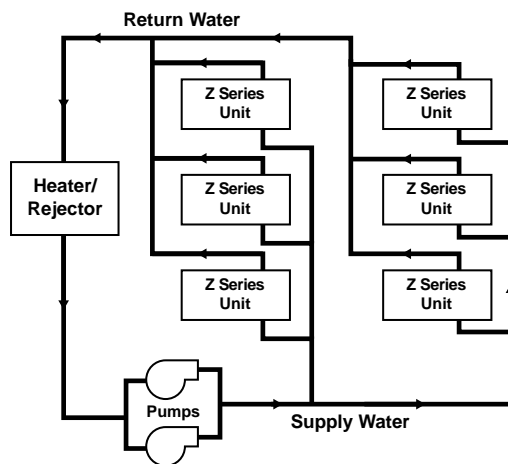 Return Water
Z Series
Unit
Z Series
Unit
Heater/
Rejector
Z Series
Unit
Z Series
Unit
Z Series
Unit
Z Series
Unit
Pumps
Supply Water